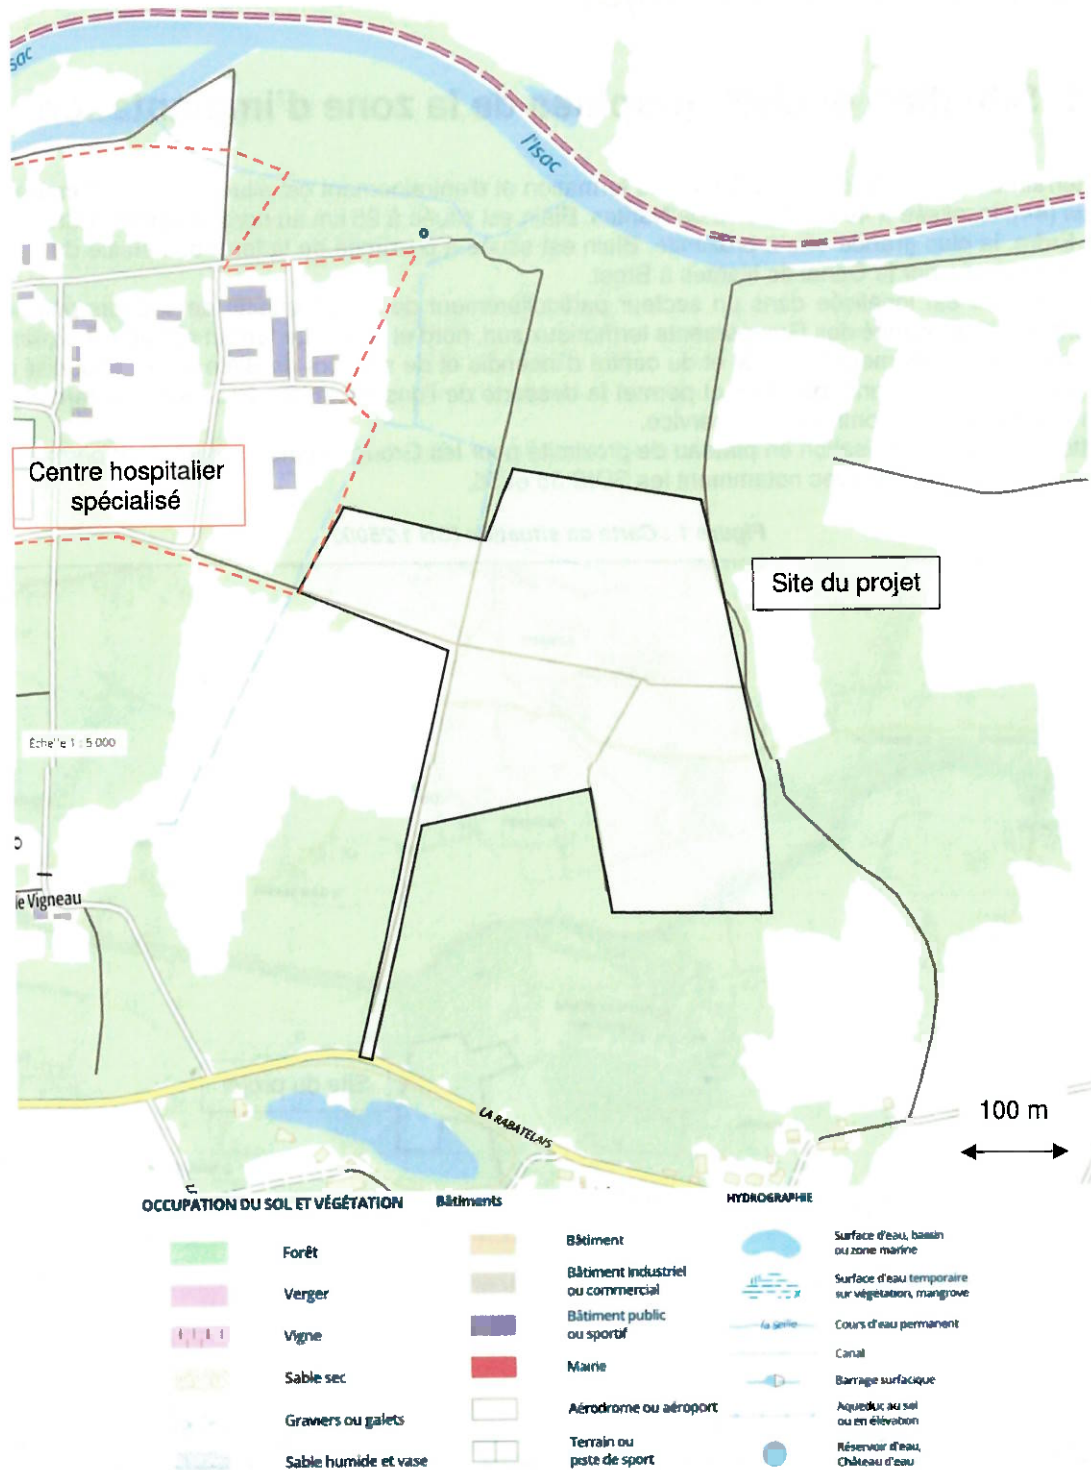 Isac
l'Isac
Centre hospitalier
spécialisé
Site du projet
Échelle 1 : 5 000
le Vigneau
LA RABATELAIS
100 m
OCCUPATION DU SOL ET VÉGÉTATION
Forêt
Verger
Vigne
Sable sec
Graviers ou galets
Sable humide et vase
Bâtiments
Bâtiment
Bâtiment industriel
ou commercial
Bâtiment public
ou sportif
Mairie
Aérodrome ou aéroport
Terrain ou
piste de sport
HYDROGRAPHIE
Surface d'eau, bassin
ou zone marine
Surface d'eau temporaire
sur végétation, mangrove
Cours d'eau permanent
Canal
Barrage surfacique
Aqueduc au sol
ou en élévation
Réservoir d'eau,
Château d'eau